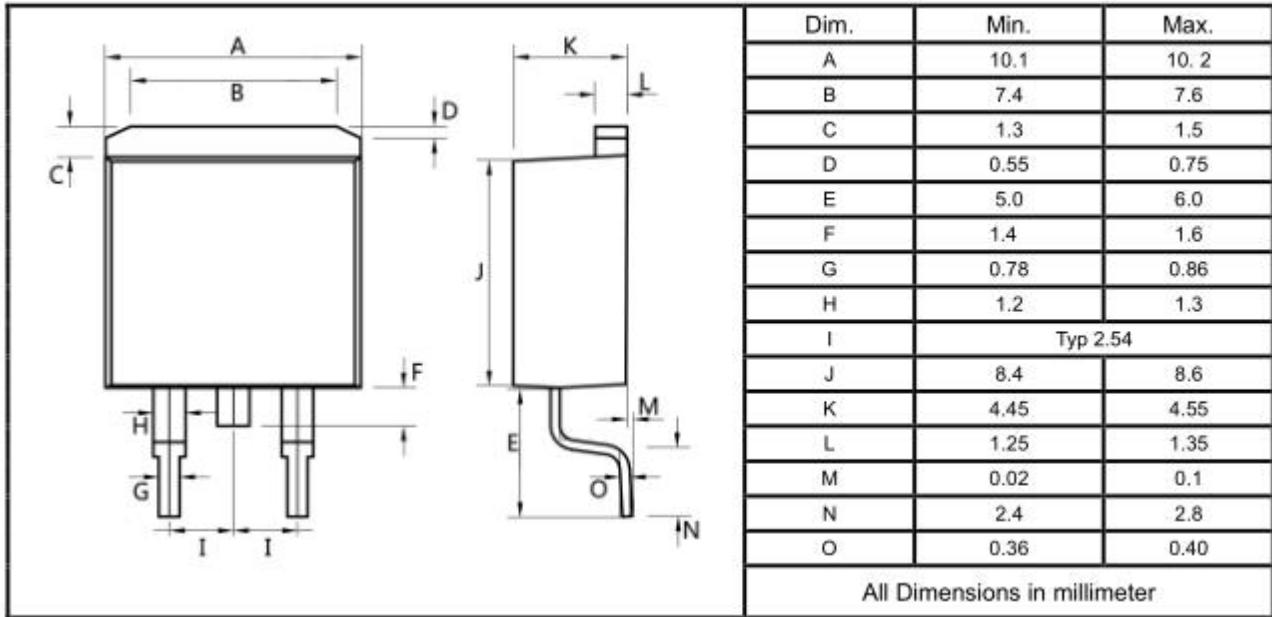 A
B
C
D
F
H
G
I I
K
L
J
M
E
O
N
Dim. Min. Max.
A 10.1 10. 2
B 7.4 7.6
C 1.3 1.5
D 0.55 0.75
E 5.0 6.0
F 1.4 1.6
G 0.78 0.86
H 1.2 1.3
I Typ 2.54
J 8.4 8.6
K 4.45 4.55
L 1.25 1.35
M 0.02 0.1
N 2.4 2.8
O 0.36 0.40
All Dimensions in millimeter